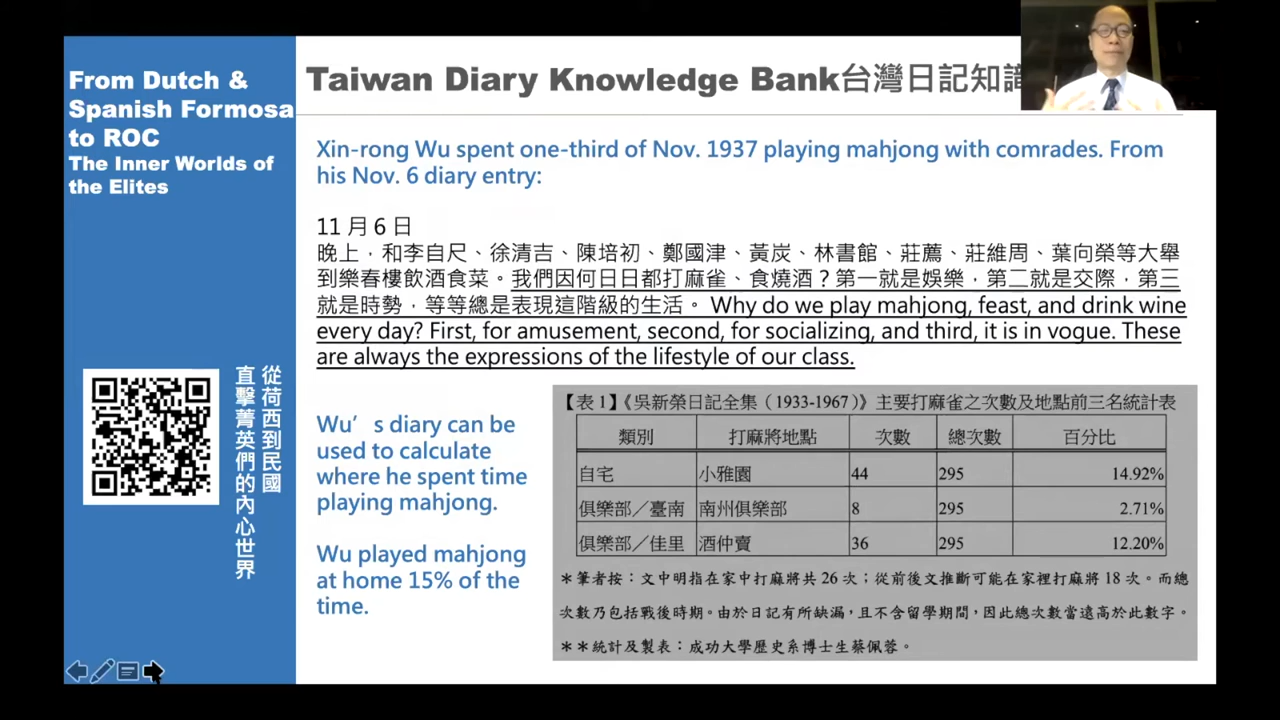 From Dutch &
Spanish Formosa
to ROC
The Inner Worlds of
the Elites
從荷西到民國
直擊菁英們的內心世界
Taiwan Diary Knowledge Bank台灣日記知
Xin-rong Wu spent one-third of Nov. 1937 playing mahjong with comrades. From
his Nov. 6 diary entry:
11月6日
晚上，和李自尺、徐清吉、陳培初、鄭國津、黃炭、林書館、莊薦、莊維周、葉向榮等大舉
到樂春樓飲酒食菜。我們因何日日都打麻雀、食燒酒？第一就是娛樂，第二就是交際，第三
就是時勢，等等總是表現這階級的生活。 Why do we play mahjong, feast, and drink wine
every day? First, for amusement, second, for socializing, and third, it is in vogue. These
are always the expressions of the lifestyle of our class.
Wu's diary can be
used to calculate
where he spent time
playing mahjong.
Wu played mahjong
at home 15% of the
time.
【表1】《吳新榮日記全集（1933-1967）》主要打麻雀之次數及地點前三名統計表
類別 打麻將地點 次數 總次數 百分比
自宅 小雅園 44 295 14.92%
俱樂部／臺南 南州俱樂部 8 295 2.71%
俱樂部／佳里 酒仲賣 36 295 12.20%
＊筆者按：文中明指在家中打麻將共26次；從前後文推斷可能在家裡打麻將18次。而總
次數乃包括戰後時期。由於日記有所缺漏，且不含留學期間，因此總次數當遠高於此數字。
＊＊統計及製表：成功大學歷史系博士生蔡佩蓉。